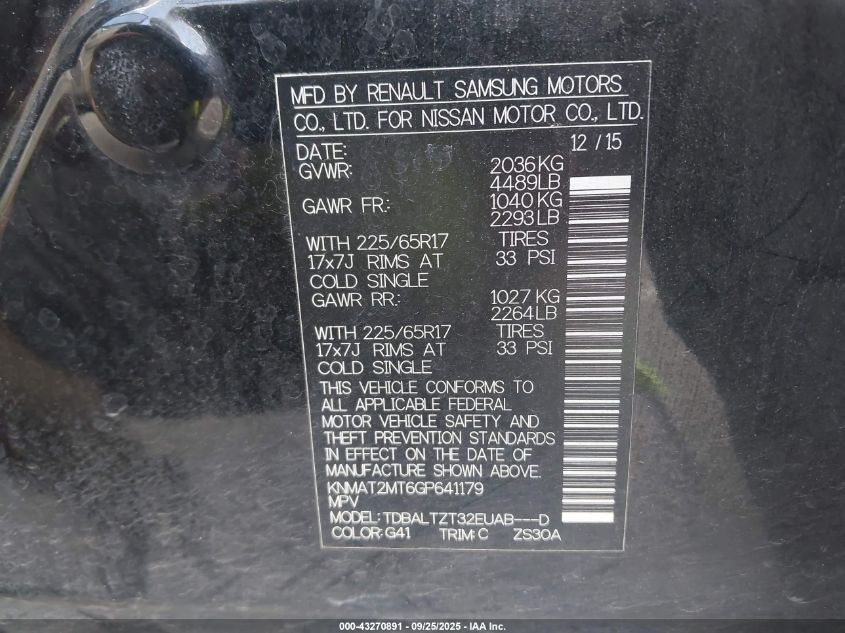 MFD BY RENAULT SAMSUNG MOTORS
CO., LTD. FOR NISSAN MOTOR CO., LTD.
DATE: 12 / 15
GVWR: 2036KG
4489LB
GAWR FR.: 1040KG
2293LB
WITH 225/65R17 TIRES
17x7J RIMS AT 33 PSI
COLD SINGLE
GAWR RR.: 1027KG
2264LB
WITH 225/65R17 TIRES
17x7J RIMS AT 33 PSI
COLD SINGLE
THIS VEHICLE CONFORMS TO
ALL APPLICABLE FEDERAL
MOTOR VEHICLE SAFETY AND
THEFT PREVENTION STANDARDS
IN EFFECT ON THE DATE OF
MANUFACTURE SHOWN ABOVE.
KNMAT2MT6GP641179
MPV
MODEL: TDBALTZT32EUAB---D
COLOR: G41 TRIM: C ZS30A
000-43270891 - 09/25/2025 - IAA Inc.